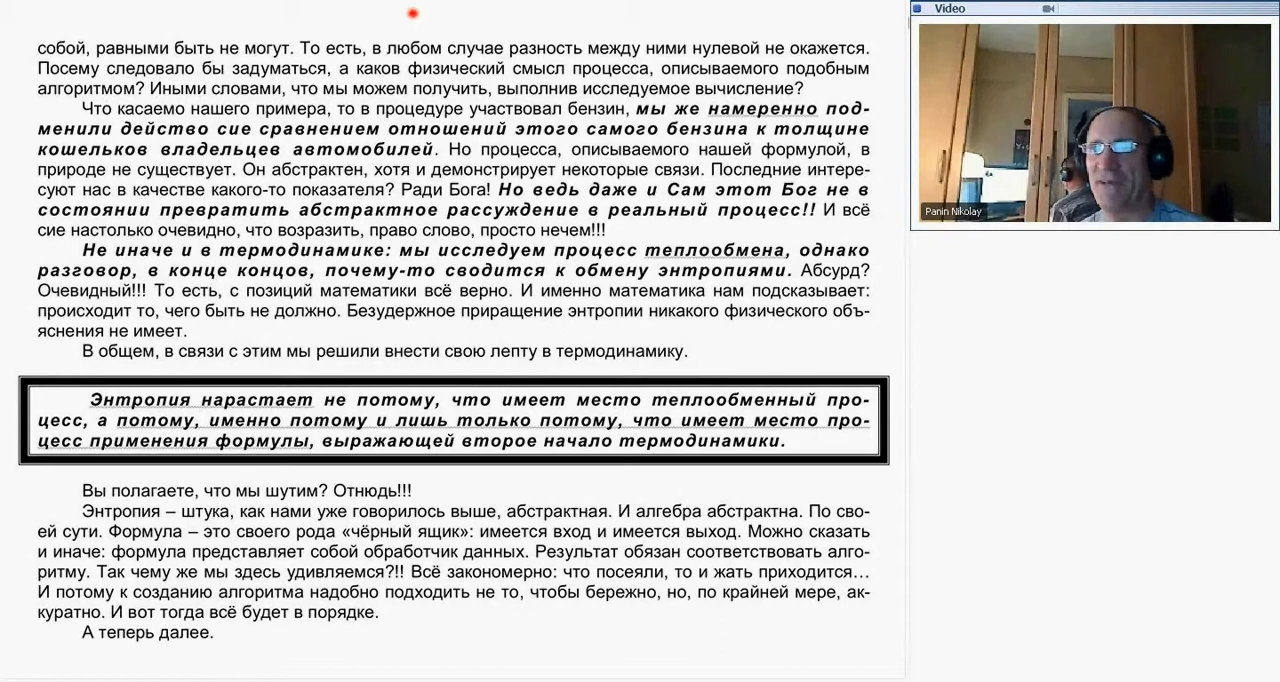 собой, равными быть не могут. То есть, в любом случае разность между ними нулевой не окажется.
Посему следовало бы задуматься, а каков физический смысл процесса, описываемого подобным
алгоритмом? Иными словами, что мы можем получить, выполнив исследуемое вычисление?
Что касаемо нашего примера, то в процедуре участвовал бензин, мы же намеренно под-
менили действо сие сравнением отношений этого самого бензина к толщине
кошельков владельцев автомобилей. Но процесса, описываемого нашей формулой, в
природе не существует. Он абстрактен, хотя и демонстрирует некоторые связи. Последние интере-
суют нас в качестве какого-то показателя? Ради Бога! Но ведь даже и Сам этот Бог не в
состоянии превратить абстрактное рассуждение в реальный процесс!! И всё
сие настолько очевидно, что возразить, право слово, просто нечем!!!
Не иначе и в термодинамике: мы исследуем процесс теплообмена, однако
разговор, в конце концов, почему-то сводится к обмену энтропиями. Абсурд?
Очевидный!!! То есть, с позиций математики всё верно. И именно математика нам подсказывает:
происходит то, чего быть не должно. Безудержное приращение энтропии никакого физического объ-
яснения не имеет.
В общем, в связи с этим мы решили внести свою лепту в термодинамику.
Энтропия нарастает не потому, что имеет место теплообменный про-
цесс, а потому, именно потому и лишь только потому, что имеет место про-
цесс применения формулы, выражающей второе начало термодинамики.
Вы полагаете, что мы шутим? Отнюдь!!!
Энтропия – штука, как нами уже говорилось выше, абстрактная. И алгебра абстрактна. По сво-
ей сути. Формула – это своего рода «чёрный ящик»: имеется вход и имеется выход. Можно сказать
и иначе: формула представляет собой обработчик данных. Результат обязан соответствовать алго-
ритму. Так чему же мы здесь удивляемся?!! Всё закономерно: что посеяли, то и жать приходится…
И потому к созданию алгоритма надобно подходить не то, чтобы бережно, но, по крайней мере, ак-
куратно. И вот тогда всё будет в порядке.
А теперь далее.
Video
Panin Nikolay